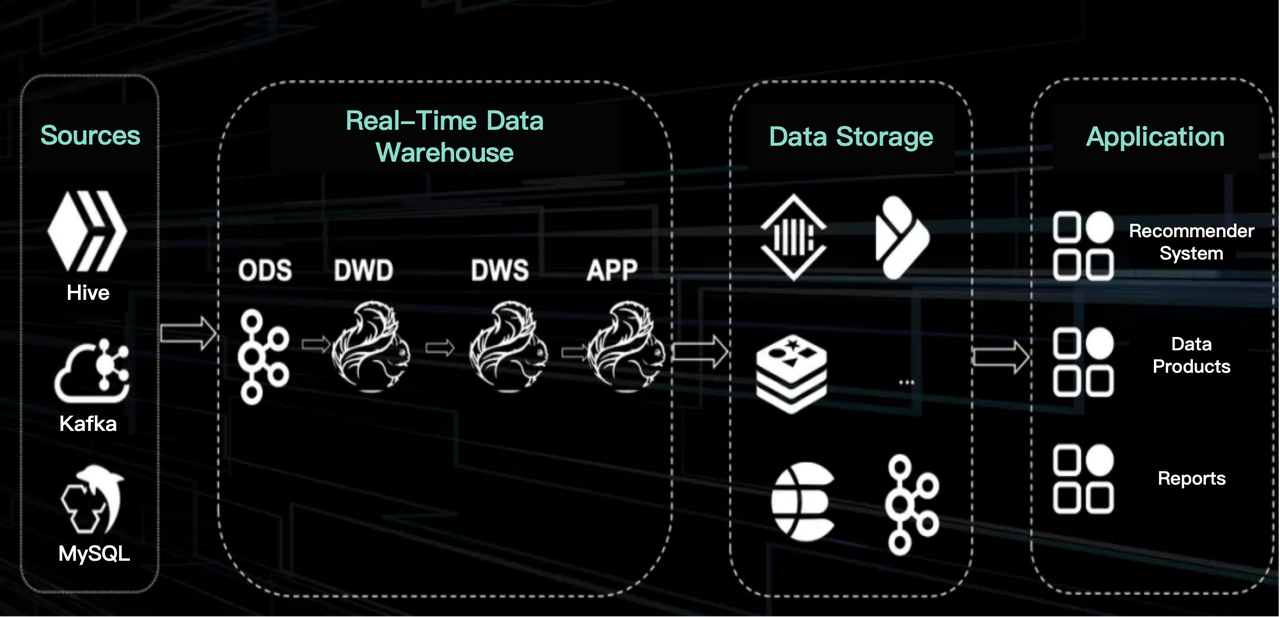 Sources
Hive
Kafka
MySQL
Real-Time Data
Warehouse
ODS
DWD
DWS
APP
Data Storage
...
Application
Recommender
System
Data
Products
Reports